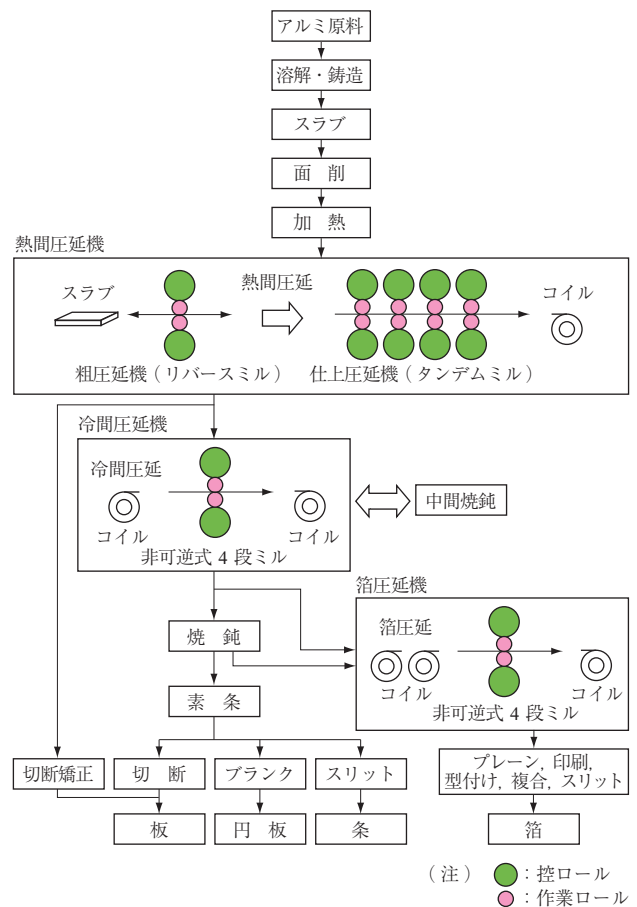 アルミ原料
溶解・鋳造
スラブ
面 削
加 熱
熱間圧延機
スラブ
熱間圧延
コイル
粗圧延機（リバースミル）
仕上圧延機（タンデムミル）
冷間圧延機
冷間圧延
コイル
コイル
非可逆式 4 段ミル
中間焼鈍
箔圧延機
箔圧延
コイル
コイル
非可逆式 4 段ミル
焼 鈍
素 条
切断矯正
切 断
ブランク
スリット
プレーン, 印刷,
型付け, 複合, スリット
板
円 板
条
箔
（注） ：控ロール
：作業ロール